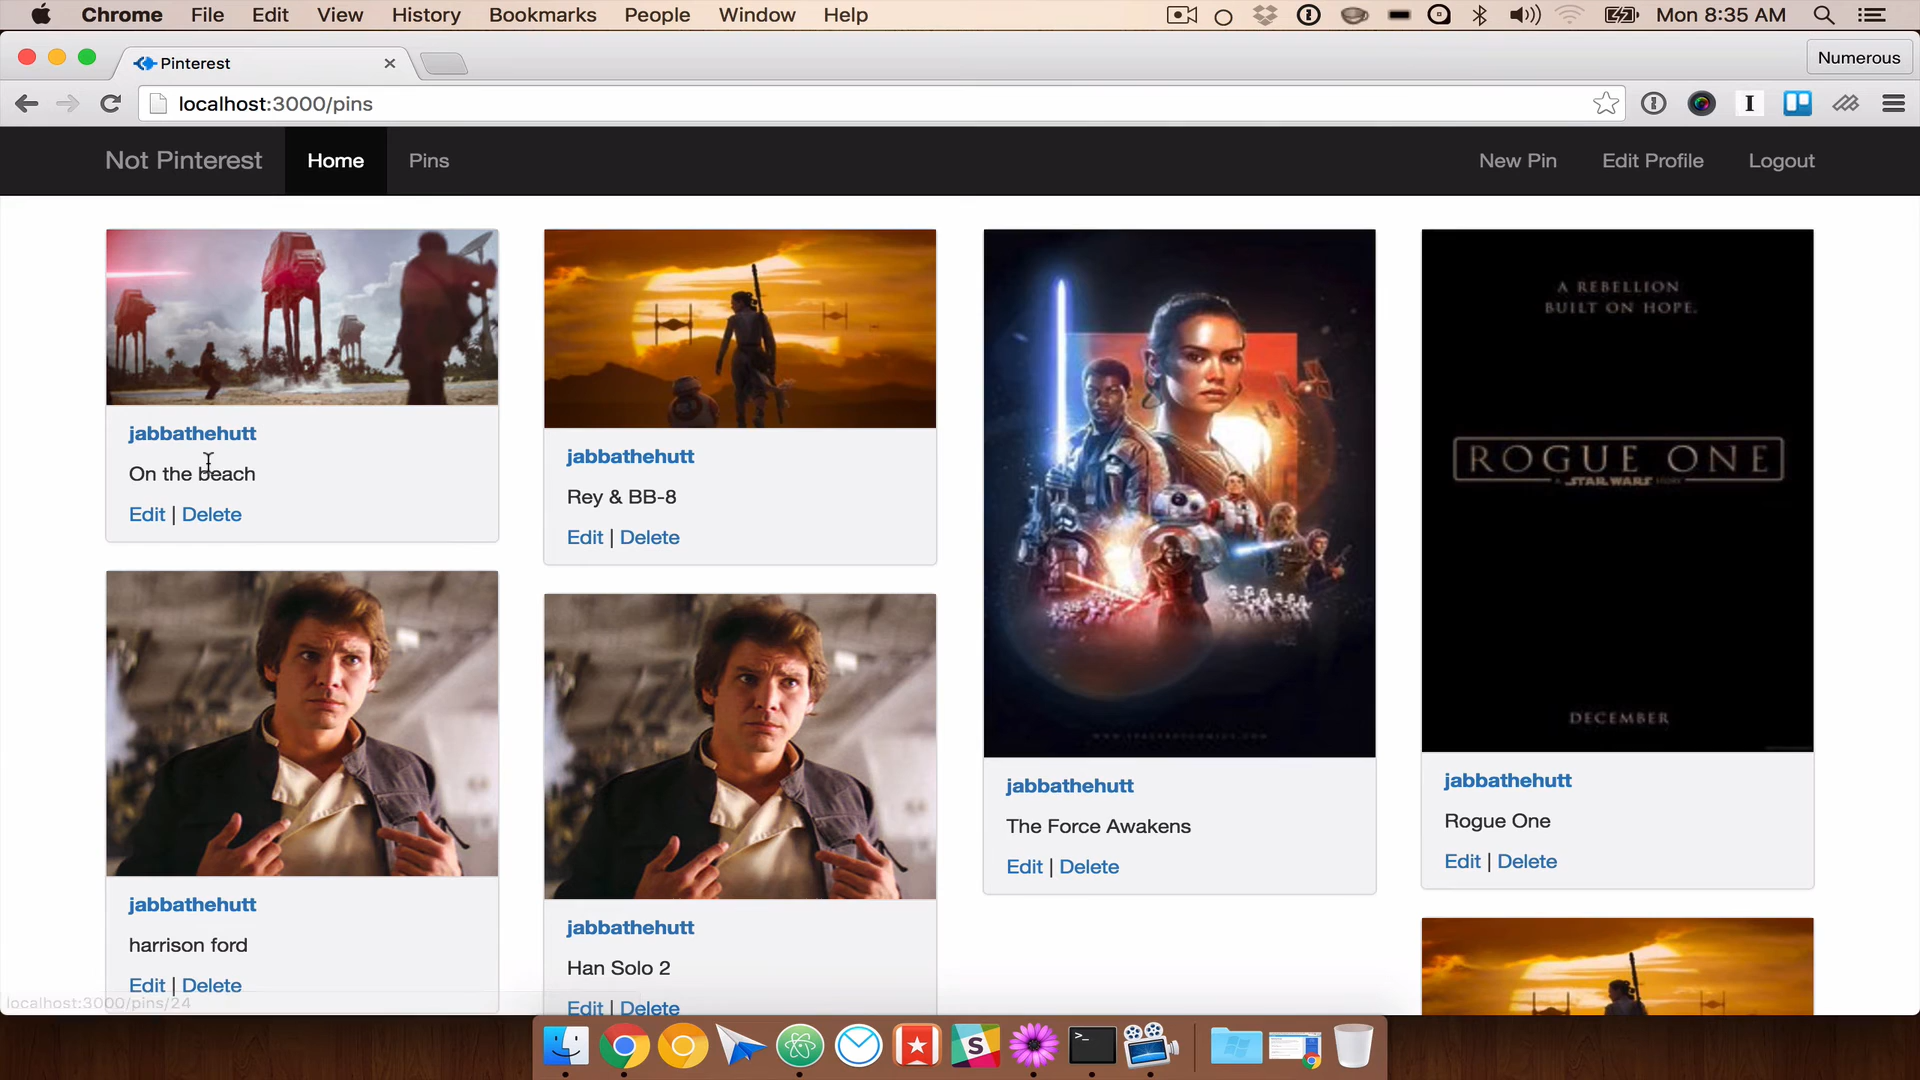 Chrome File Edit View History Bookmarks People Window Help Mon 8:35 AM
Pinterest
Numerous
localhost:3000/pins
Not Pinterest Home Pins New Pin Edit Profile Logout
jabbathehutt
On the beach
Edit | Delete
jabbathehutt
Rey & BB-8
Edit | Delete
jabbathehutt
The Force Awakens
Edit | Delete
A REBELLION
BUILT ON HOPE.
ROGUE ONE
A STAR WARS STORY
DECEMBER
jabbathehutt
Rogue One
Edit | Delete
jabbathehutt
harrison ford
Edit | Delete
jabbathehutt
Han Solo 2
Edit | Delete
localhost:3000/pins/24